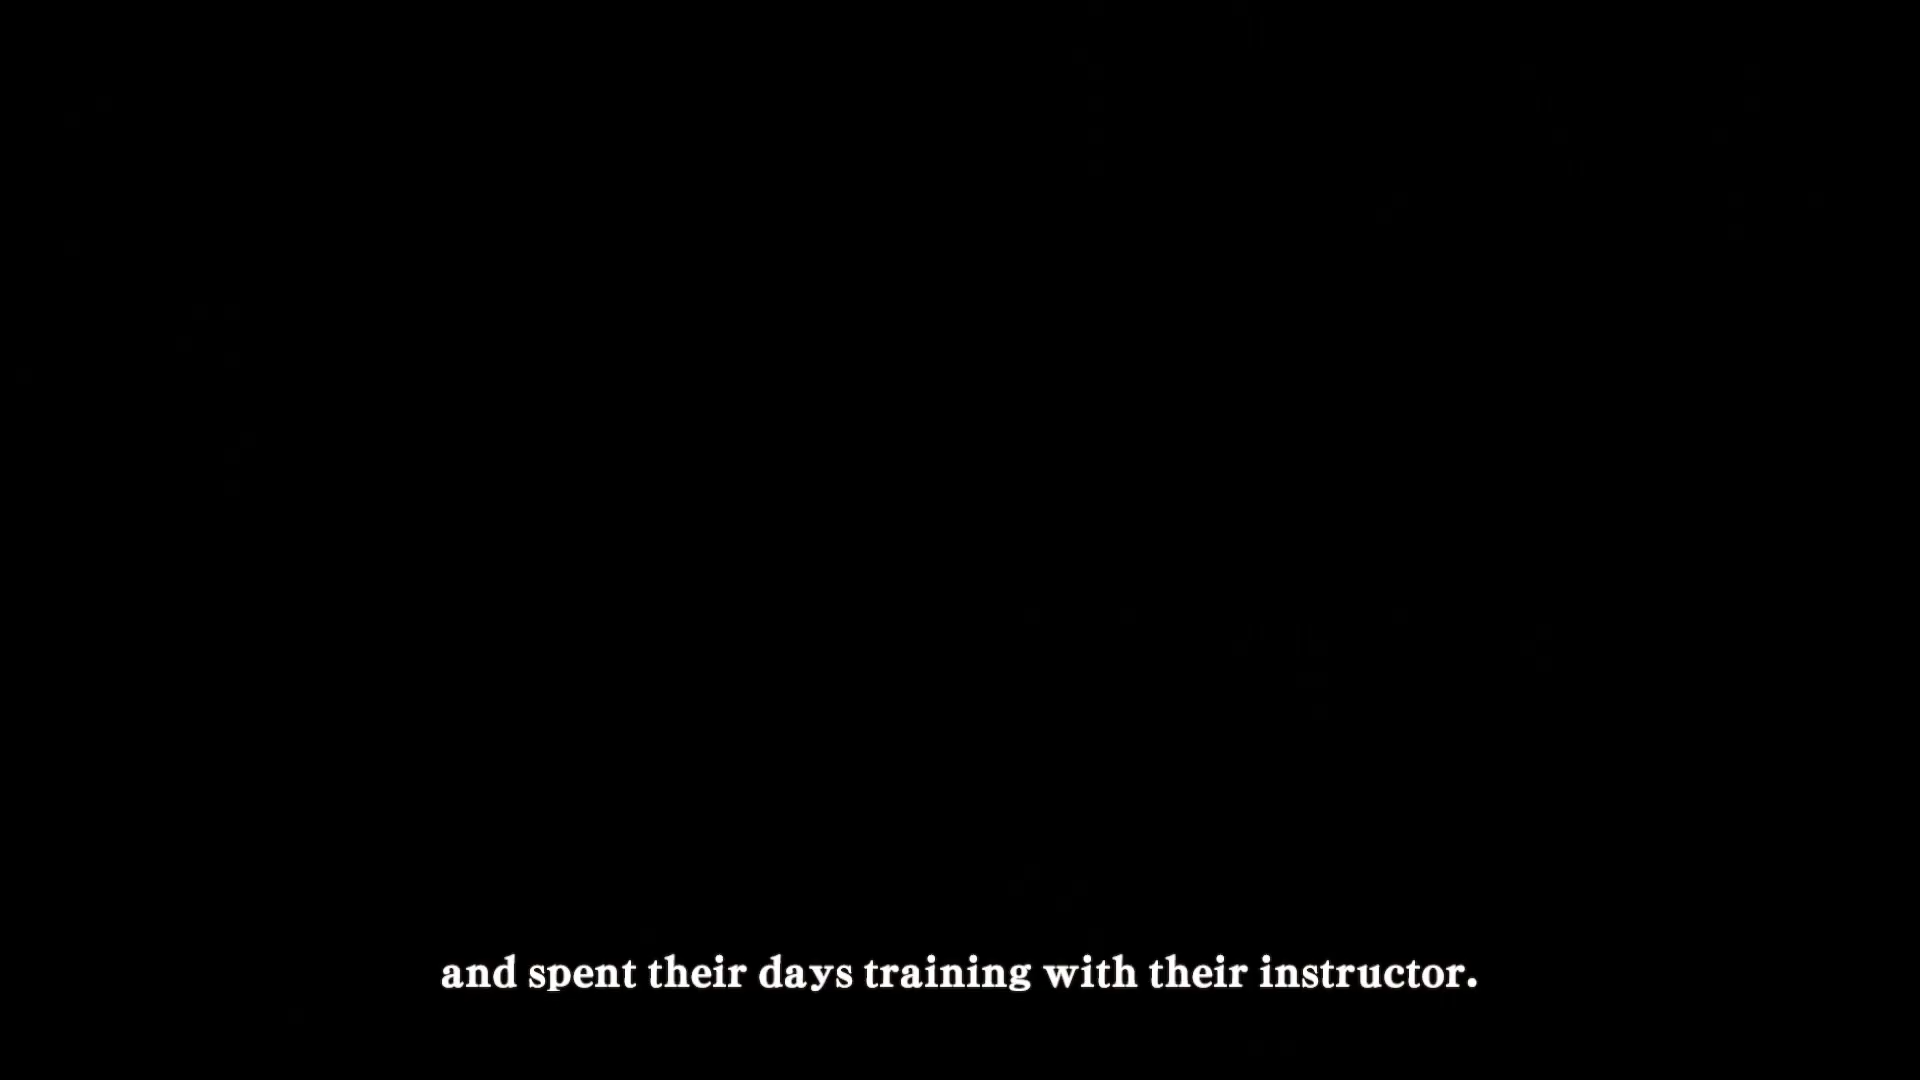 and spent their days training with their instructor.